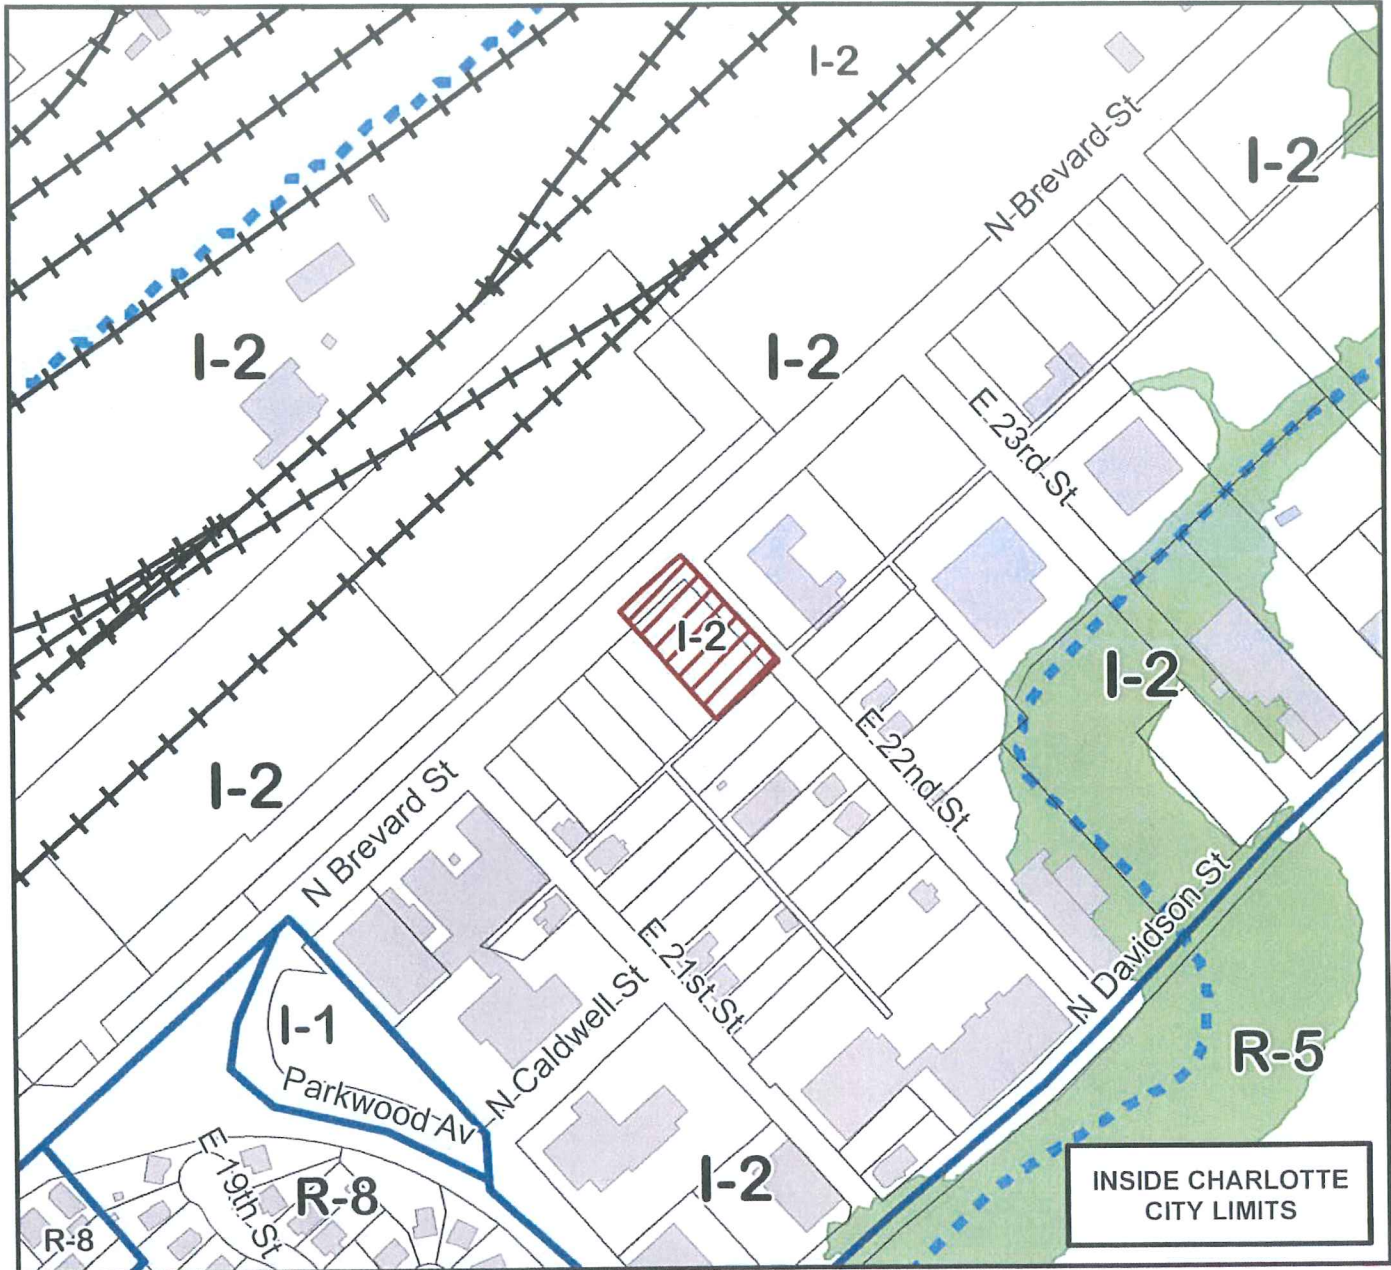 I-2
N-Brevard-St
I-2
I-2
I-2
E. 23rd-St
I-2
I-2
E. 22nd-St
I-2
N Brevard St
N Davidson-St
E. 21st-St
I-1
N-Caldwell-St
R-5
Parkwood-Av
E 19th-St
R-8
I-2
R-8
INSIDE CHARLOTTE
CITY LIMITS